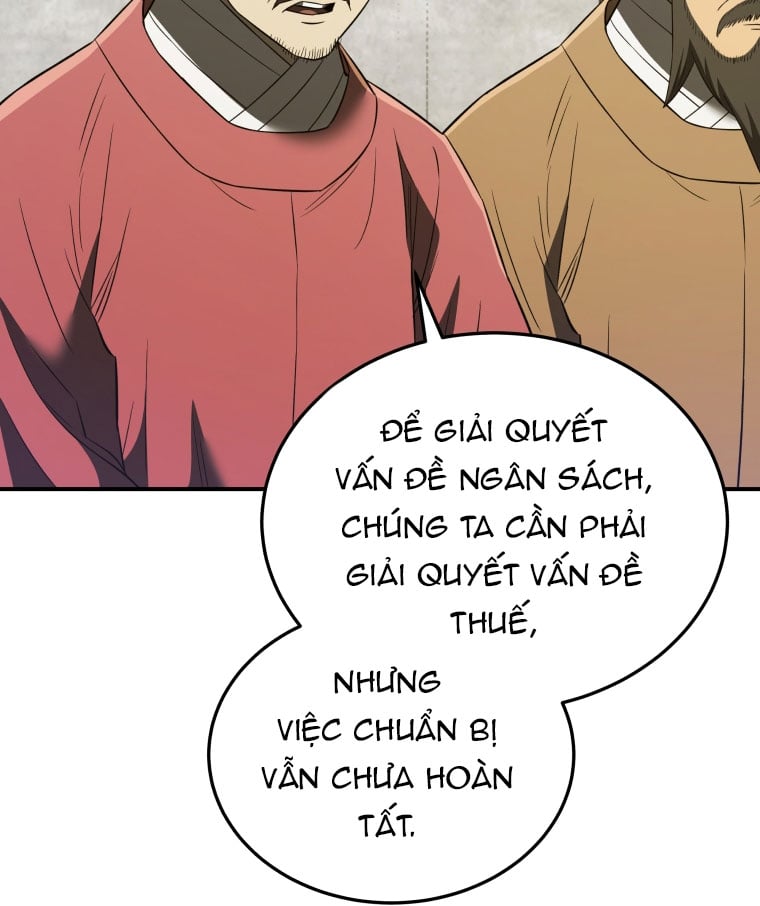 ĐỂ GIẢI QUYẾT
VẤN ĐỀ NGÂN SÁCH,
CHÚNG TA CẦN PHẢI
GIẢI QUYẾT VẤN ĐỀ
THUẾ,
NHƯNG
VIỆC CHUẨN BỊ
VẪN CHƯA HOÀN
TẤT.